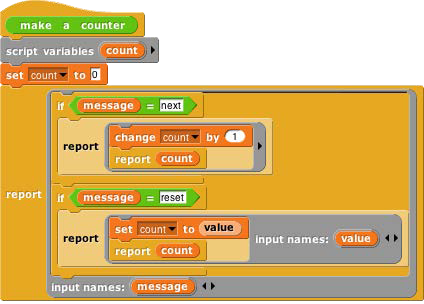 make a counter
script variables count
set count to 0
if message = next
change count by 1
report
report count
if message = reset
set count to value
report
input names: value
report count
report
input names: message